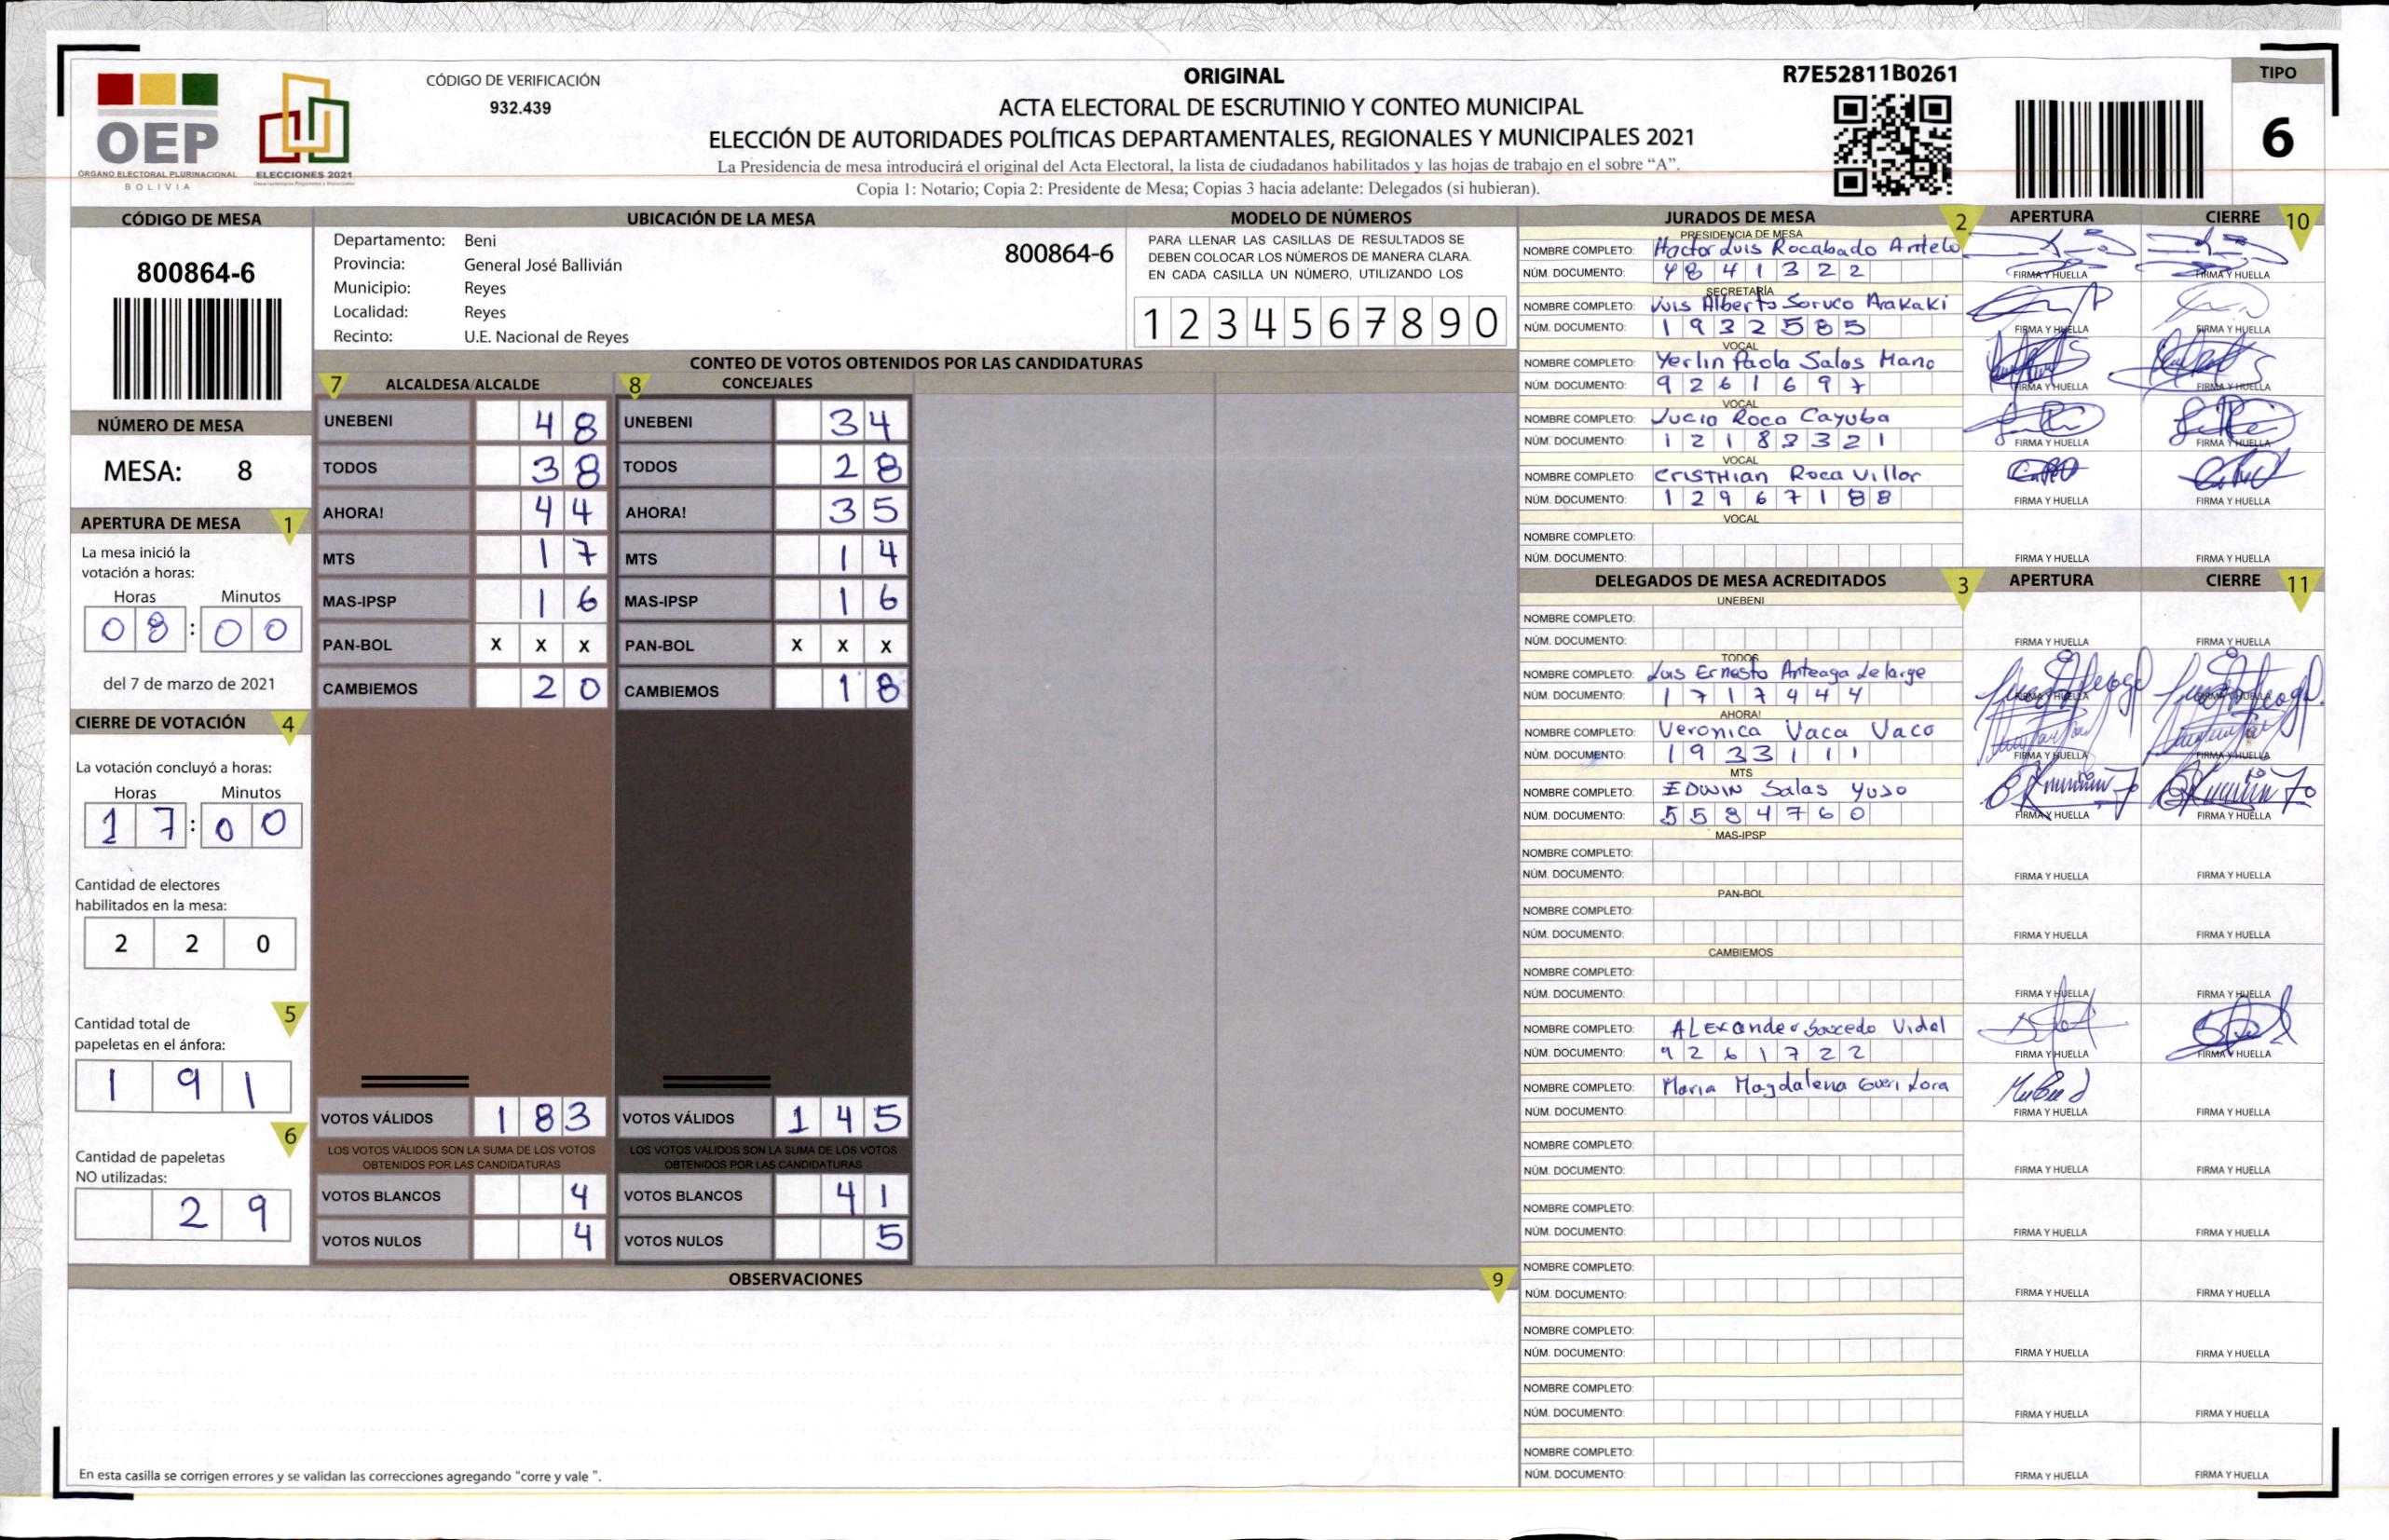 OEP
ÓRGANO ELECTORAL PLURINACIONAL
BOLIVIA
ELECCIONES 2021
CÓDIGO DE VERIFICACIÓN
932.439
ORIGINAL
ACTA ELECTORAL DE ESCRUTINIO Y CONTEO MUNICIPAL
ELECCIÓN DE AUTORIDADES POLÍTICAS DEPARTAMENTALES, REGIONALES Y MUNICIPALES 2021
La Presidencia de mesa introducirá el original del Acta Electoral, la lista de ciudadanos habilitados y las hojas de trabajo en el sobre “A”.
Copia 1: Notario; Copia 2: Presidente de Mesa; Copias 3 hacia adelante: Delegados (si hubieran).
R7E52811B0261
TIPO
6
CÓDIGO DE MESA
800864-6
NÚMERO DE MESA
MESA: 8
APERTURA DE MESA 1
La mesa inició la
votación a horas:
Horas Minutos
08:00
del 7 de marzo de 2021
CIERRE DE VOTACIÓN 4
La votación concluyó a horas:
Horas Minutos
17:00
Cantidad de electores
habilitados en la mesa:
220
5
Cantidad total de
papeletas en el ánfora:
191
6
Cantidad de papeletas
NO utilizadas:
29
UBICACIÓN DE LA MESA
Departamento: Beni
Provincia: General José Ballivián
Municipio: Reyes
Localidad: Reyes
Recinto: U.E. Nacional de Reyes
800864-6
MODELO DE NÚMEROS
PARA LLENAR LAS CASILLAS DE RESULTADOS SE
DEBEN COLOCAR LOS NÚMEROS DE MANERA CLARA.
EN CADA CASILLA UN NÚMERO, UTILIZANDO LOS
1 2 3 4 5 6 7 8 9 0
CONTEO DE VOTOS OBTENIDOS POR LAS CANDIDATURAS
7 ALCALDESA/ALCALDE 8 CONCEJALES
UNEBENI 48 UNEBENI 34
TODOS 38 TODOS 28
AHORA! 44 AHORA! 35
MTS 17 MTS 14
MAS-IPSP 16 MAS-IPSP 16
PAN-BOL X X X PAN-BOL X X X
CAMBIEMOS 20 CAMBIEMOS 18
VOTOS VÁLIDOS 183 VOTOS VÁLIDOS 145
LOS VOTOS VÁLIDOS SON LA SUMA DE LOS VOTOS LOS VOTOS VÁLIDOS SON LA SUMA DE LOS VOTOS
OBTENIDOS POR LAS CANDIDATURAS OBTENIDOS POR LAS CANDIDATURAS
VOTOS BLANCOS 4 VOTOS BLANCOS 41
VOTOS NULOS 4 VOTOS NULOS 5
OBSERVACIONES 9
En esta casilla se corrigen errores y se validan las correcciones agregando "corre y vale ".
JURADOS DE MESA 2 APERTURA CIERRE 10
PRESIDENCIA DE MESA
NOMBRE COMPLETO: Hactor Luis Rocabado Antelo
NÚM. DOCUMENTO: 4841322 FIRMA Y HUELLA FIRMA Y HUELLA
SECRETARÍA
NOMBRE COMPLETO: Luis Alberto Soruco Arakaki
NÚM. DOCUMENTO: 1932585 FIRMA Y HUELLA FIRMA Y HUELLA
VOCAL
NOMBRE COMPLETO: Yerlin Paola Salas Mano
NÚM. DOCUMENTO: 9261697 FIRMA Y HUELLA FIRMA Y HUELLA
VOCAL
NOMBRE COMPLETO: Lucio Roca Cayuba
NÚM. DOCUMENTO: FIRMA Y HUELLA FIRMA Y HUELLA
VOCAL
NOMBRE COMPLETO: CRISTHian Roca Villar
NÚM. DOCUMENTO: 12967188 FIRMA Y HUELLA FIRMA Y HUELLA
VOCAL
NOMBRE COMPLETO:
NÚM. DOCUMENTO: FIRMA Y HUELLA FIRMA Y HUELLA
DELEGADOS DE MESA ACREDITADOS 3 APERTURA CIERRE 11
UNEBENI
NOMBRE COMPLETO:
NÚM. DOCUMENTO: FIRMA Y HUELLA FIRMA Y HUELLA
TODOS
NOMBRE COMPLETO: Luis Ernesto Arteaga Lelarge
NÚM. DOCUMENTO: 1717944 FIRMA Y HUELLA FIRMA Y HUELLA
AHORA!
NOMBRE COMPLETO: Veronica Vaca Vaca
NÚM. DOCUMENTO: 1933111 FIRMA Y HUELLA FIRMA Y HUELLA
MTS
NOMBRE COMPLETO: EDWIN Salas Yuso
NÚM. DOCUMENTO: 5584760 FIRMA Y HUELLA FIRMA Y HUELLA
MAS-IPSP
NOMBRE COMPLETO:
NÚM. DOCUMENTO: FIRMA Y HUELLA FIRMA Y HUELLA
PAN-BOL
NOMBRE COMPLETO:
NÚM. DOCUMENTO: FIRMA Y HUELLA FIRMA Y HUELLA
CAMBIEMOS
NOMBRE COMPLETO:
NÚM. DOCUMENTO: FIRMA Y HUELLA FIRMA Y HUELLA
NOMBRE COMPLETO: ALexander Saucedo Vidal
NÚM. DOCUMENTO: 9261722 FIRMA Y HUELLA FIRMA Y HUELLA
NOMBRE COMPLETO: Maria Magdalena Lora
NÚM. DOCUMENTO: FIRMA Y HUELLA FIRMA Y HUELLA
NOMBRE COMPLETO:
NÚM. DOCUMENTO: FIRMA Y HUELLA FIRMA Y HUELLA
NOMBRE COMPLETO:
NÚM. DOCUMENTO: FIRMA Y HUELLA FIRMA Y HUELLA
NOMBRE COMPLETO:
NÚM. DOCUMENTO: FIRMA Y HUELLA FIRMA Y HUELLA
NOMBRE COMPLETO:
NÚM. DOCUMENTO: FIRMA Y HUELLA FIRMA Y HUELLA
NOMBRE COMPLETO:
NÚM. DOCUMENTO: FIRMA Y HUELLA FIRMA Y HUELLA
NOMBRE COMPLETO:
NÚM. DOCUMENTO: FIRMA Y HUELLA FIRMA Y HUELLA